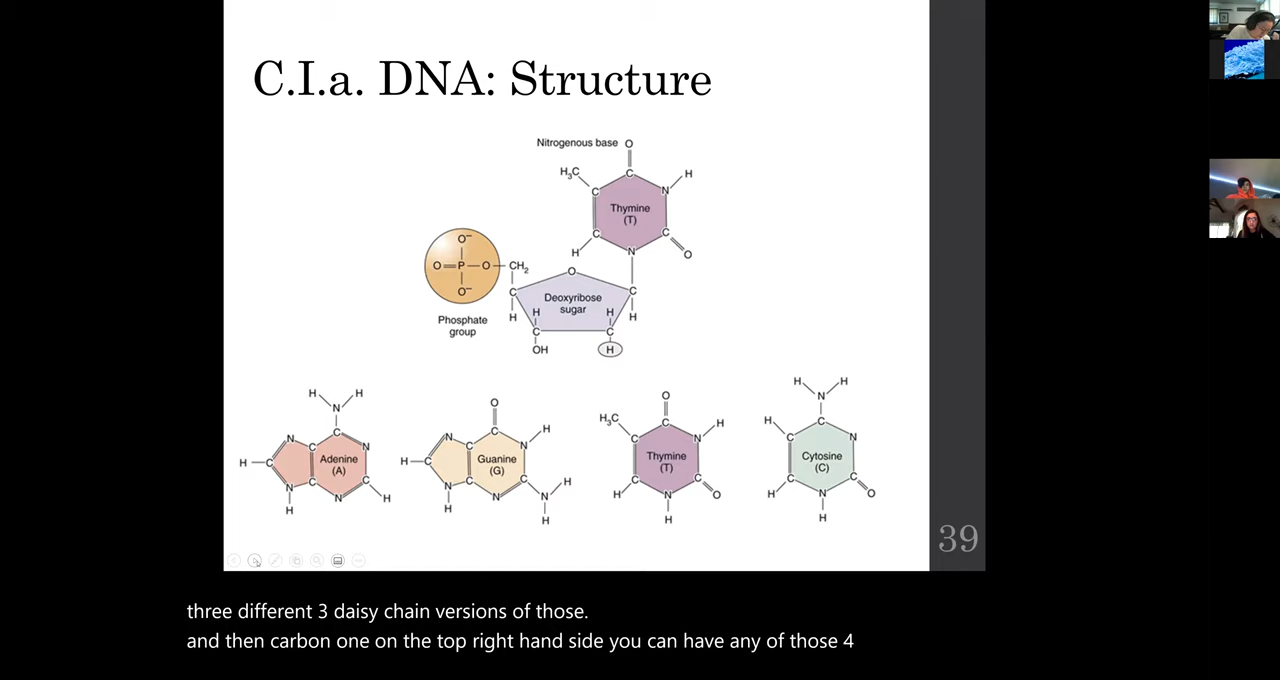 C.I.a. DNA: Structure
Nitrogenous base
O
H₃C
C
H
C
N
Thymine
(T)
C
C
H
N
O
O⁻
O=P—O—CH₂
O⁻
O
Phosphate
group
C
Deoxyribose
sugar
C
H
H
H
H
C
C
OH
H
H
H
N
N
C
C
N
H
C
Adenine
(A)
N
C
N
C
H
H
O
N
C
C
H
N
H
C
Guanine
(G)
N
C
N
C
N
H
H
H
O
H₃C
C
H
C
N
Thymine
(T)
C
C
H
N
O
H
H
H
N
H
C
C
N
Cytosine
(C)
C
C
H
N
O
H
39
three different 3 daisy chain versions of those.
and then carbon one on the top right hand side you can have any of those 4